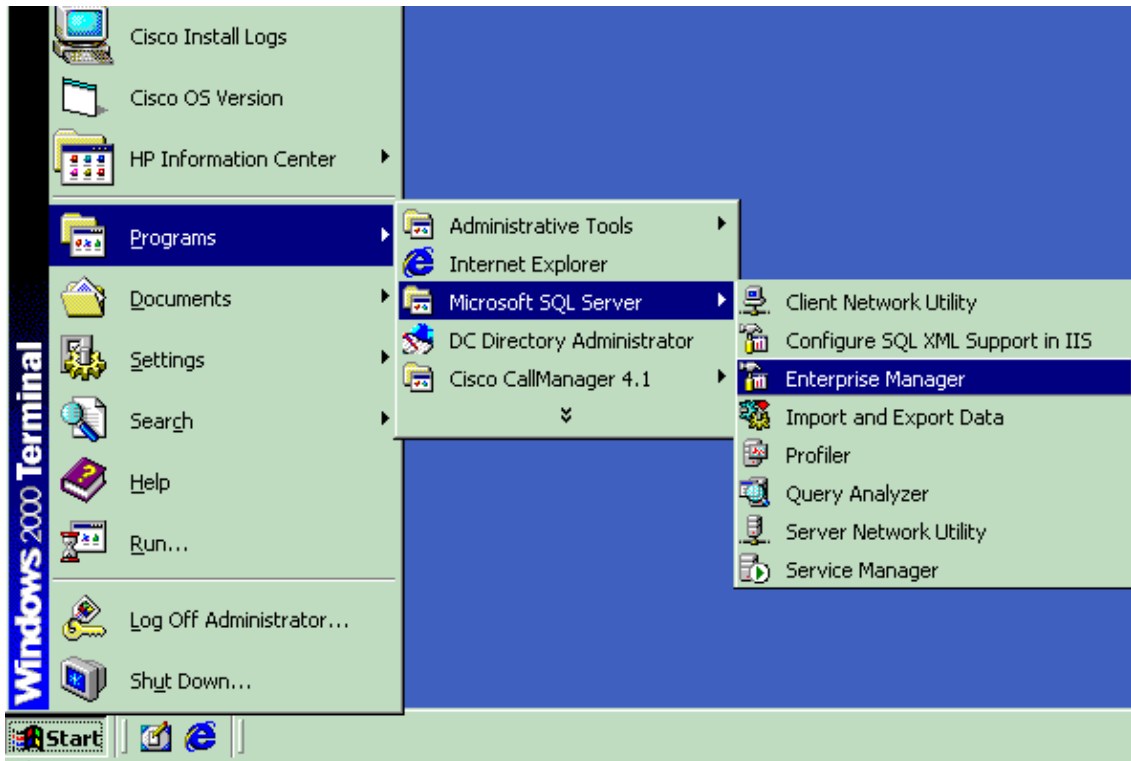 Cisco Install Logs
Cisco OS Version
HP Information Center
Programs
Documents
Settings
Search
Help
Run...
Log Off Administrator...
Shut Down...
Windows 2000 Terminal
Administrative Tools
Internet Explorer
Microsoft SQL Server
DC Directory Administrator
Cisco CallManager 4.1
Client Network Utility
Configure SQL XML Support in IIS
Enterprise Manager
Import and Export Data
Profiler
Query Analyzer
Server Network Utility
Service Manager
Start